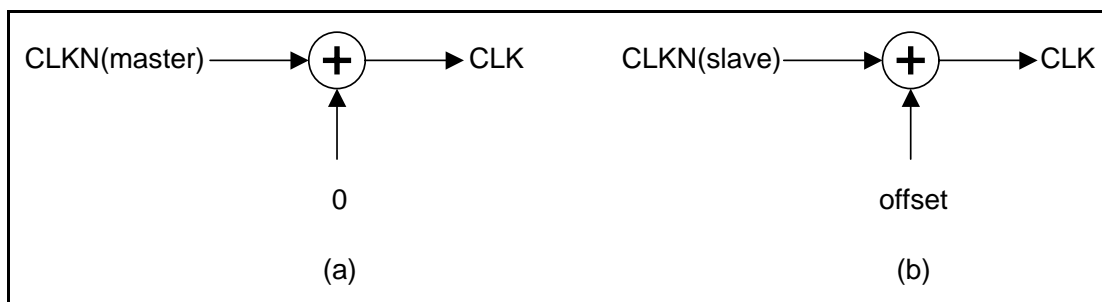 CLKN(master) + CLK
0
(a)
CLKN(slave) + CLK
offset
(b)